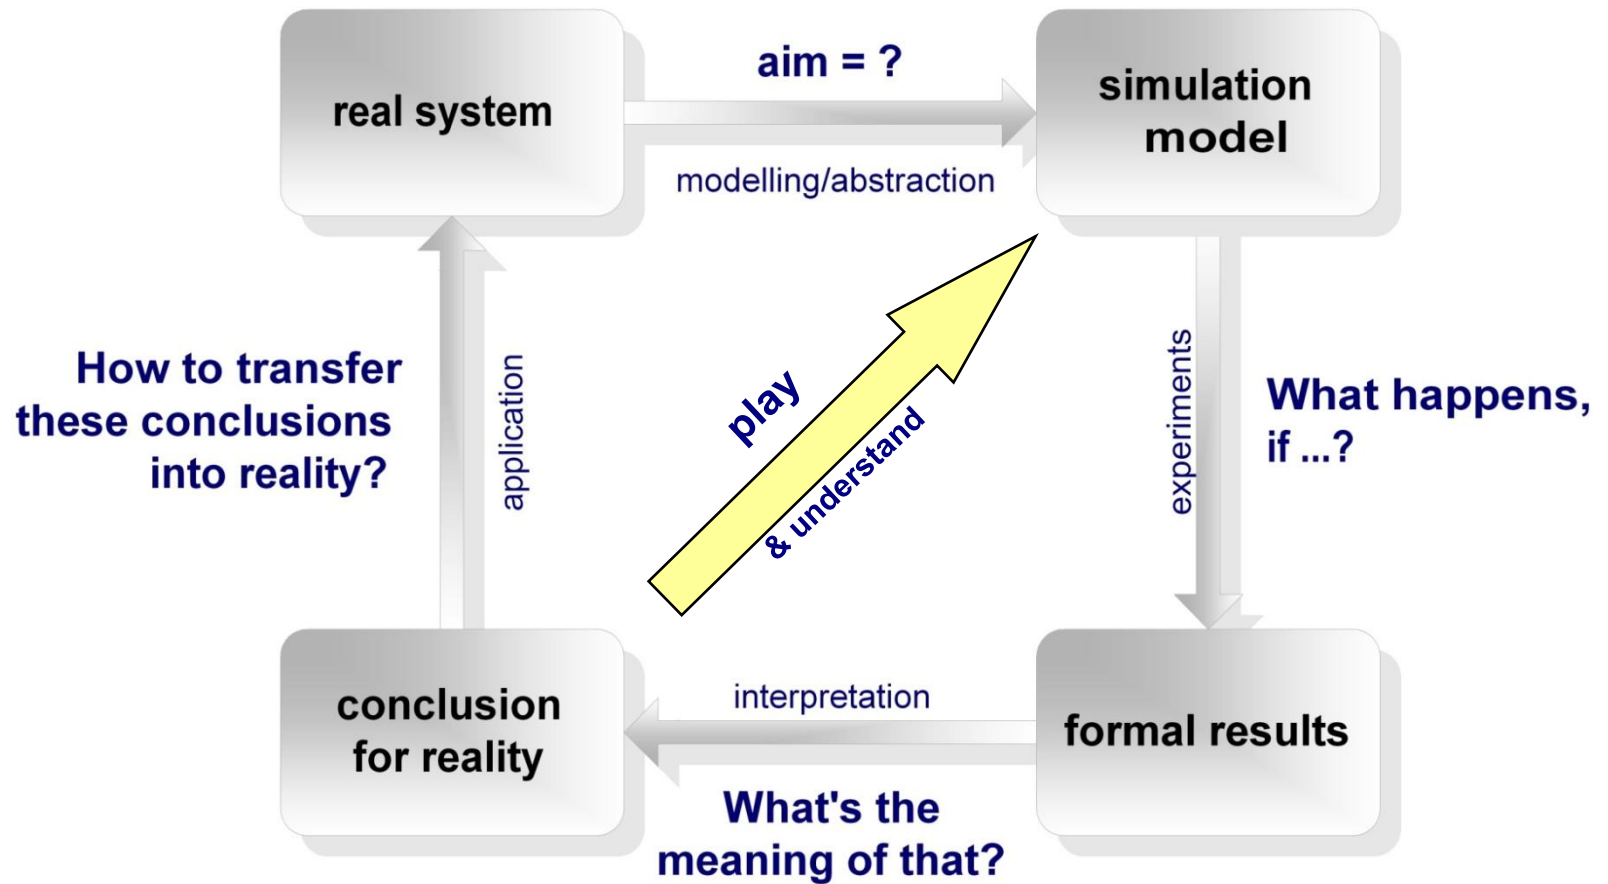 real system
aim = ?
modelling/abstraction
simulation
model
How to transfer
these conclusions
into reality?
application
play
& understand
experiments
What happens,
if ...?
conclusion
for reality
interpretation
What's the
meaning of that?
formal results